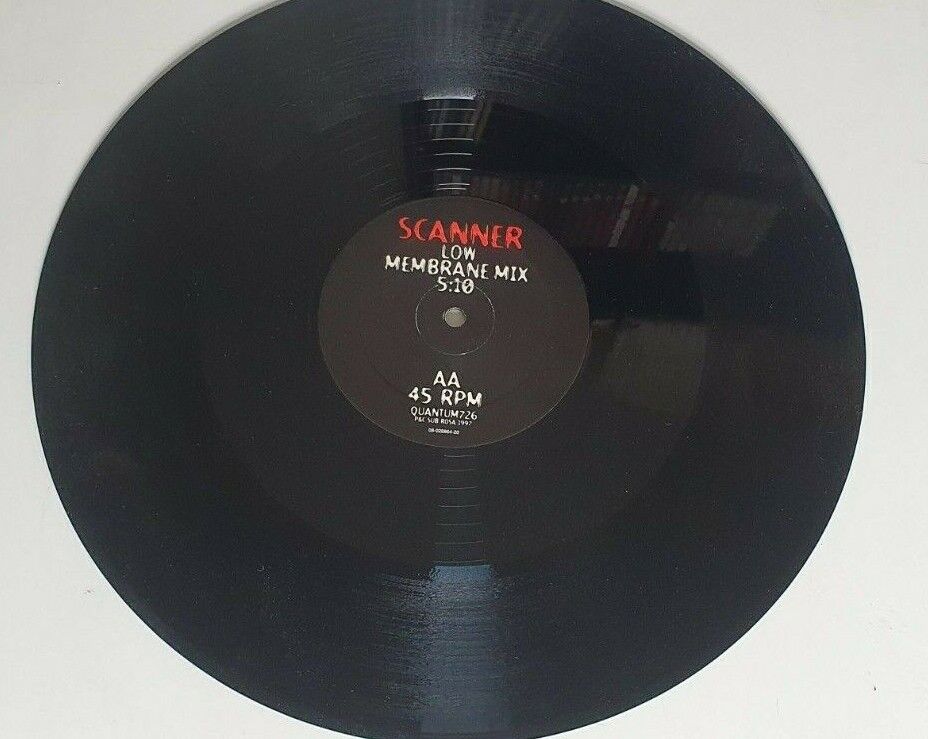 SCANNER
LOW
MEMBRANE MIX
5:10
AA
45 RPM
QUANTUM726
P&C SUB ROSA 1997